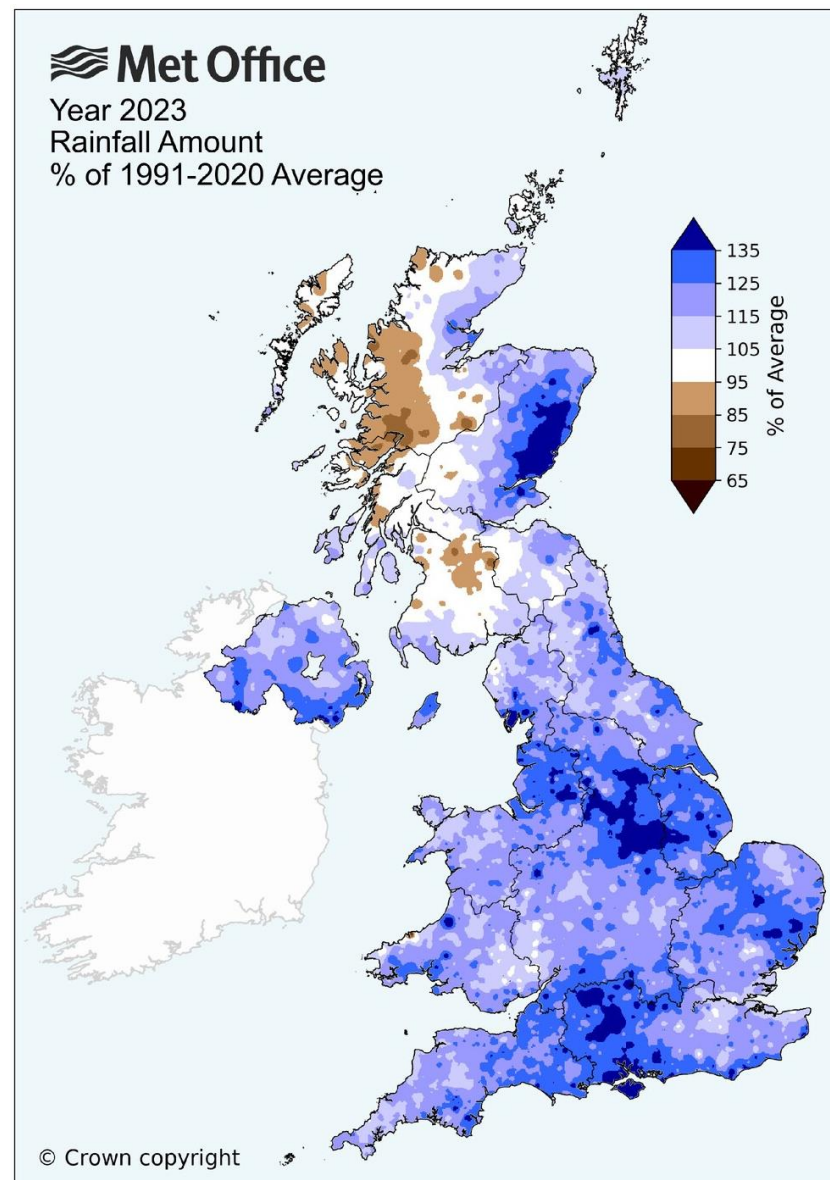 Met Office
Year 2023
Rainfall Amount
% of 1991-2020 Average
135
125
115
105
95
85
75
65
% of Average
© Crown copyright